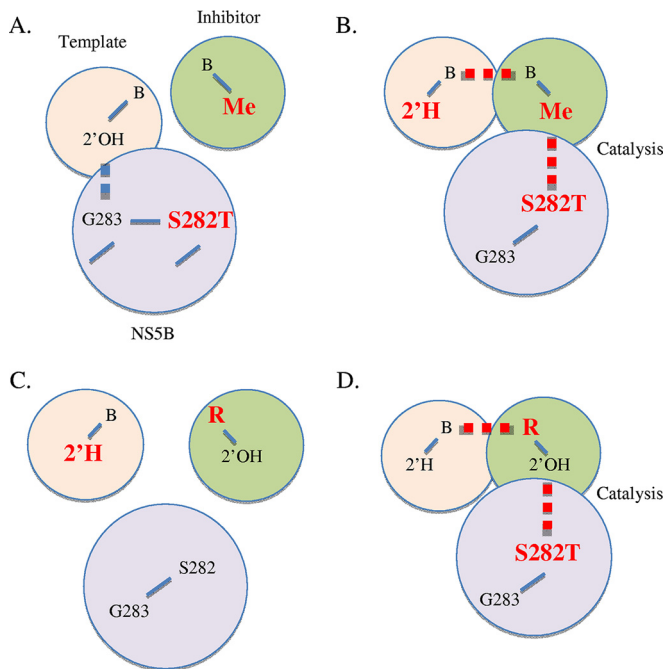 A.
Template
Inhibitor
B
2'OH
B
Me
G283
S282T
NS5B
B.
B
B
2'H
Me
Catalysis
S282T
G283
C.
B
2'H
R
2'OH
S282
G283
D.
B
R
2'H
2'OH
Catalysis
S282T
G283